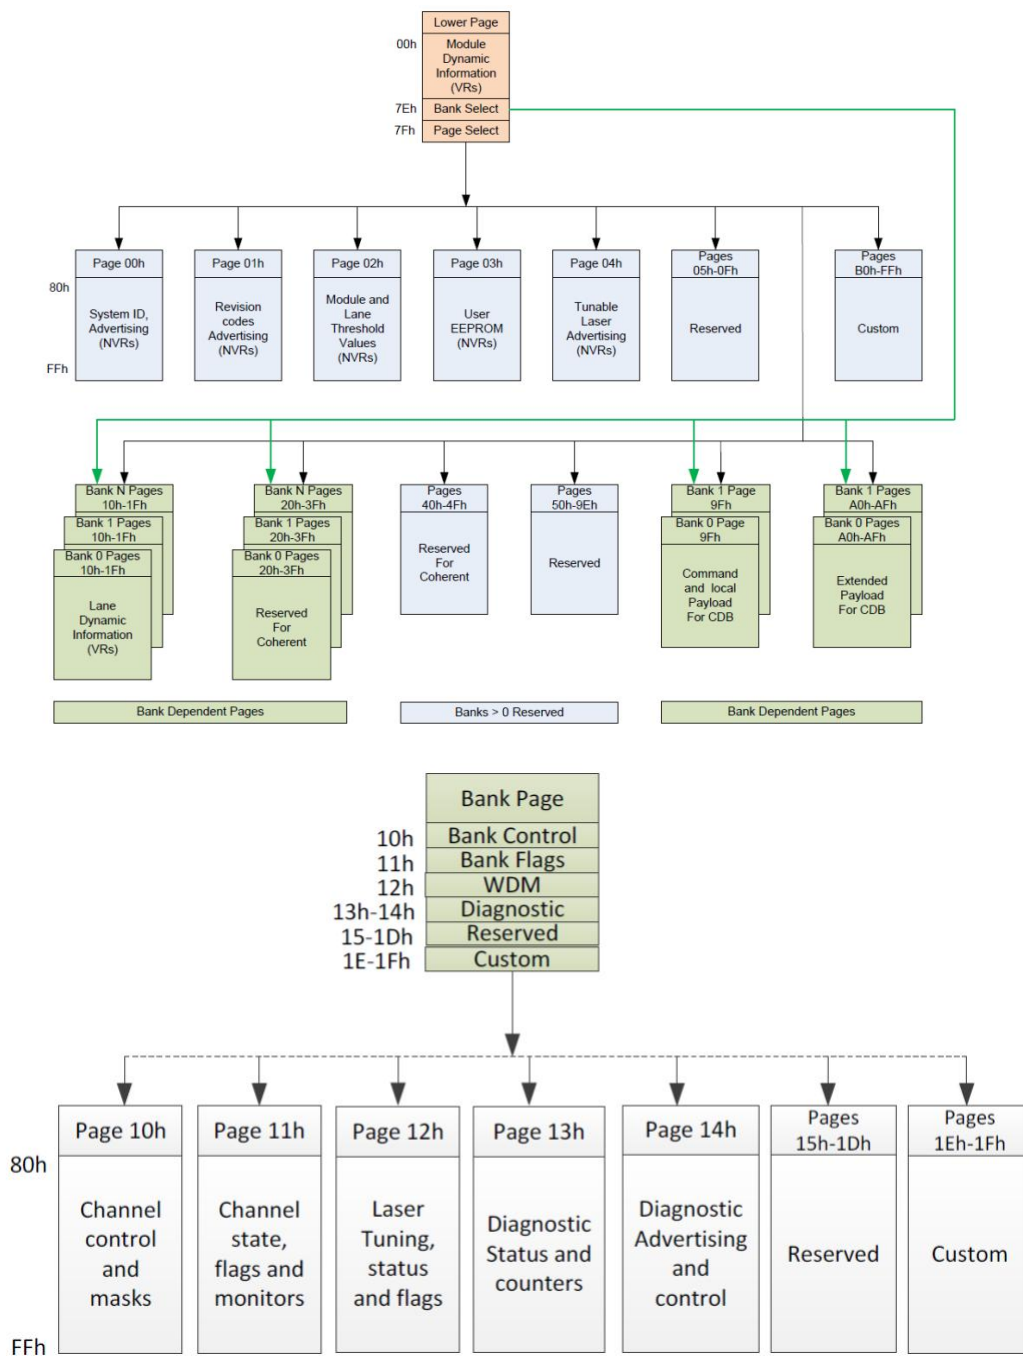 Lower Page
00h
Module
Dynamic
Information
(VRs)
7Eh
Bank Select
7Fh
Page Select
Page 00h
80h
System ID,
Advertising
(NVRs)
FFh
Page 01h
Revision
codes
Advertising
(NVRs)
Page 02h
Module and
Lane
Threshold
Values
(NVRs)
Page 03h
User
EEPROM
(NVRs)
Page 04h
Tunable
Laser
Advertising
(NVRs)
Pages
05h-0Fh
Reserved
Pages
B0h-FFh
Custom
Bank N Pages
10h-1Fh
Bank 1 Pages
10h-1Fh
Bank 0 Pages
10h-1Fh
Lane
Dynamic
Information
(VRs)
Bank N Pages
20h-3Fh
Bank 1 Pages
20h-3Fh
Bank 0 Pages
20h-3Fh
Reserved
For
Coherent
Pages
40h-4Fh
Reserved
For
Coherent
Pages
50h-9Eh
Reserved
Bank 1 Page
9Fh
Bank 0 Page
9Fh
Command
and local
Payload
For CDB
Bank 1 Pages
A0h-AFh
Bank 0 Pages
A0h-AFh
Extended
Payload
For CDB
Bank Dependent Pages
Banks > 0 Reserved
Bank Dependent Pages
Bank Page
10h
Bank Control
11h
Bank Flags
12h
WDM
13h-14h
Diagnostic
15-1Dh
Reserved
1E-1Fh
Custom
Page 10h
80h
Channel
control
and
masks
FFh
Page 11h
Channel
state,
flags and
monitors
Page 12h
Laser
Tuning,
status
and flags
Page 13h
Diagnostic
Status and
counters
Page 14h
Diagnostic
Advertising
and
control
Pages
15h-1Dh
Reserved
Pages
1Eh-1Fh
Custom